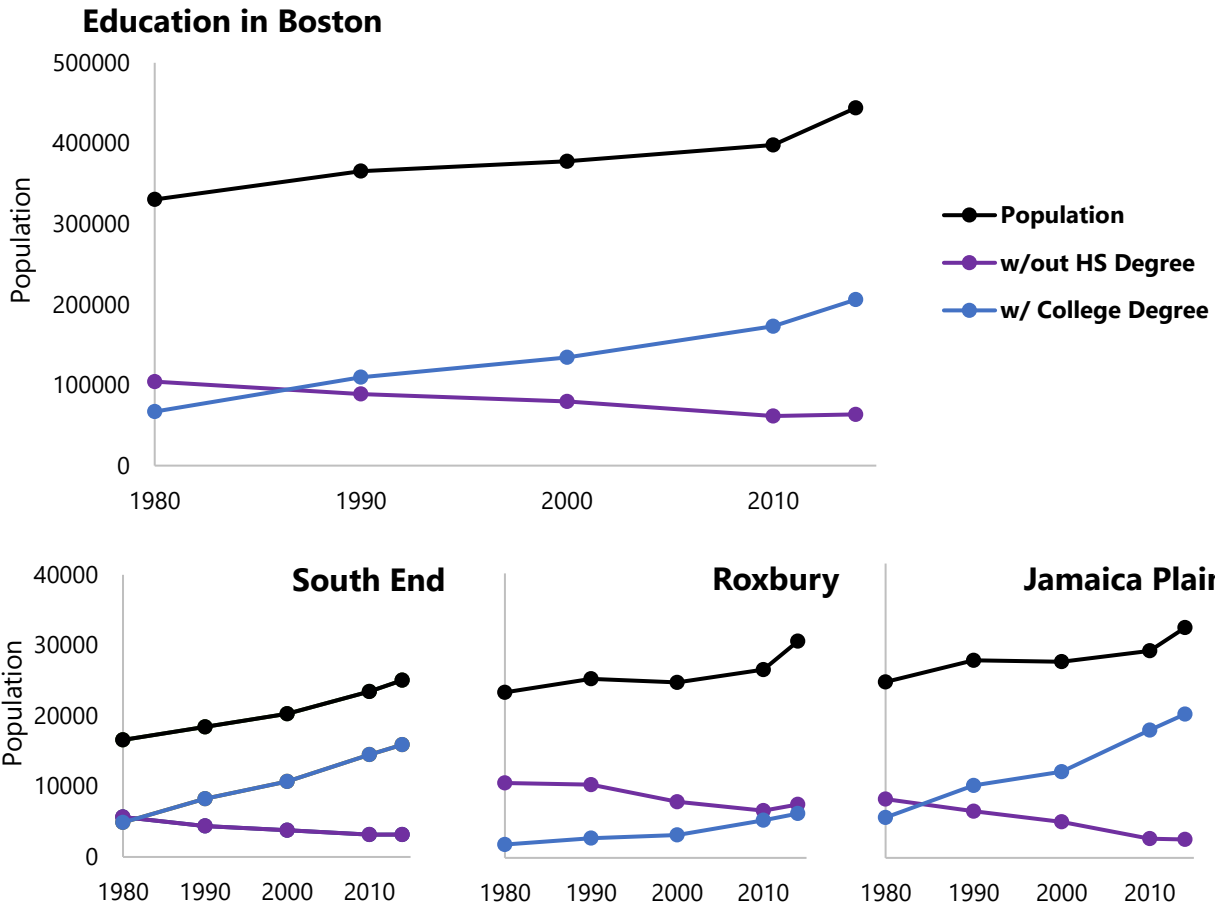 Education in Boston
500000
400000
300000
200000
100000
0
Population
1980 1990 2000 2010
Population
w/out HS Degree
w/ College Degree
South End
Roxbury
Jamaica Plain
40000
30000
20000
10000
0
Population
1980 1990 2000 2010
1980 1990 2000 2010
1980 1990 2000 2010